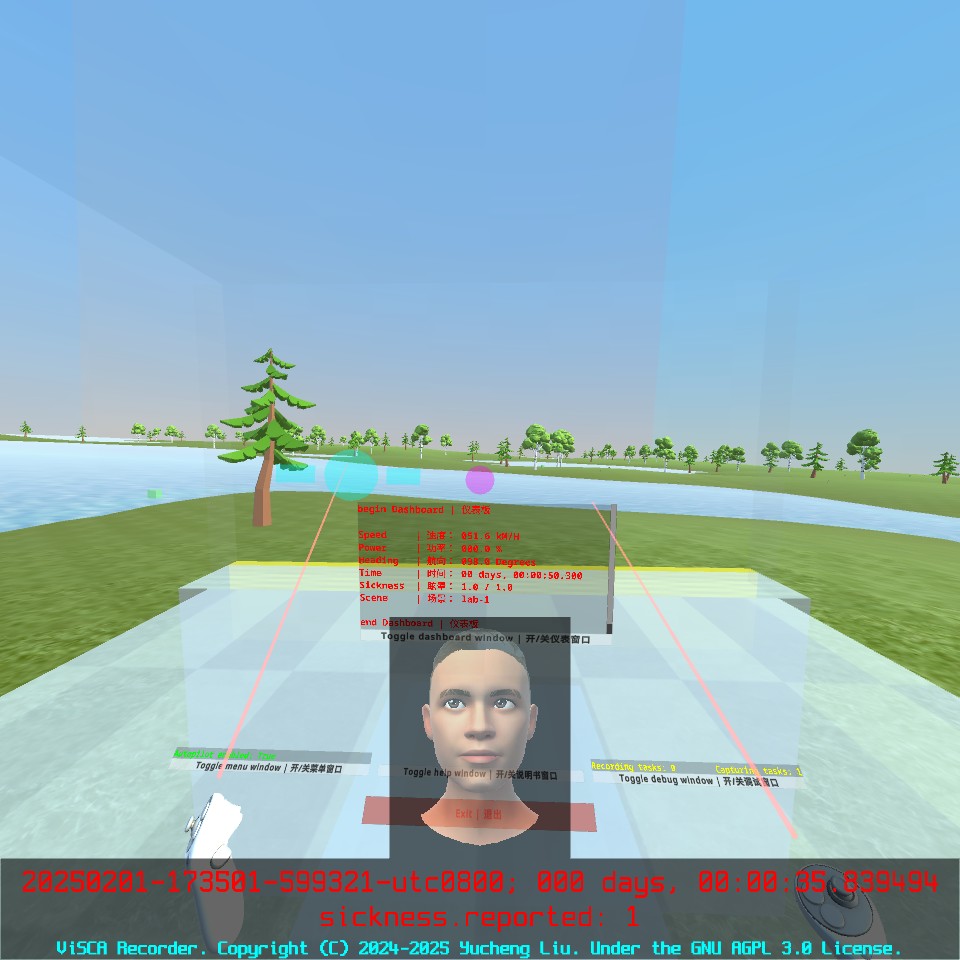 begin Dashboard | 仪表板
Speed | 速度: 051.6 kM/H
Power | 功率: 000.0 %
heading | 航向: 058.0 Degrees
Time | 时间: 00 days, 00:00:50.300
Sickness | 眩晕: 1.0 / 1.0
Scene | 场景: lab-1
end Dashboard | 仪表板
Toggle dashboard window | 开/关仪表窗口
Toggle menu window | 开/关菜单窗口
Toggle help window | 开/关说明书窗口
Recording tasks: 0 Capturing tasks: 1
Toggle debug window | 开/关调试窗口
Exit | 退出
20250201-173501-599321-utc0800; 000 days, 00:00:35.839494
sickness.reported: 1
ViSCA Recorder. Copyright (C) 2024-2025 Yucheng Liu. Under the GNU AGPL 3.0 License.